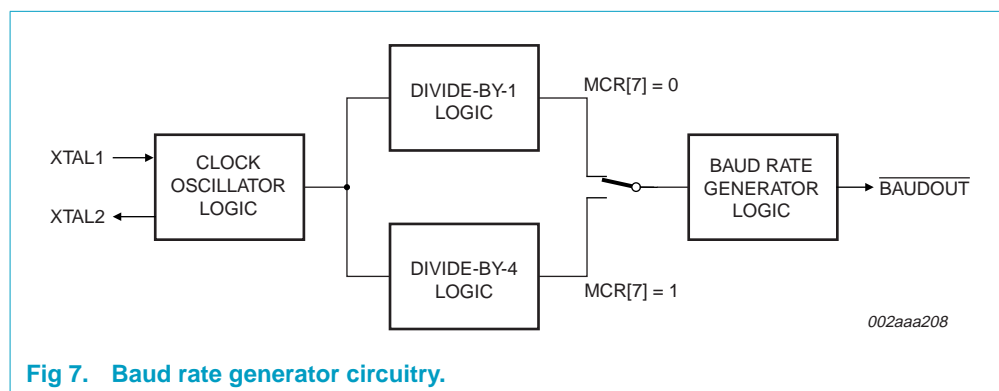 DIVIDE-BY-1
LOGIC
MCR[7] = 0
XTAL1
XTAL2
CLOCK
OSCILLATOR
LOGIC
BAUD RATE
GENERATOR
LOGIC
BAUDOUT
DIVIDE-BY-4
LOGIC
MCR[7] = 1
002aaa208
Fig 7. Baud rate generator circuitry.